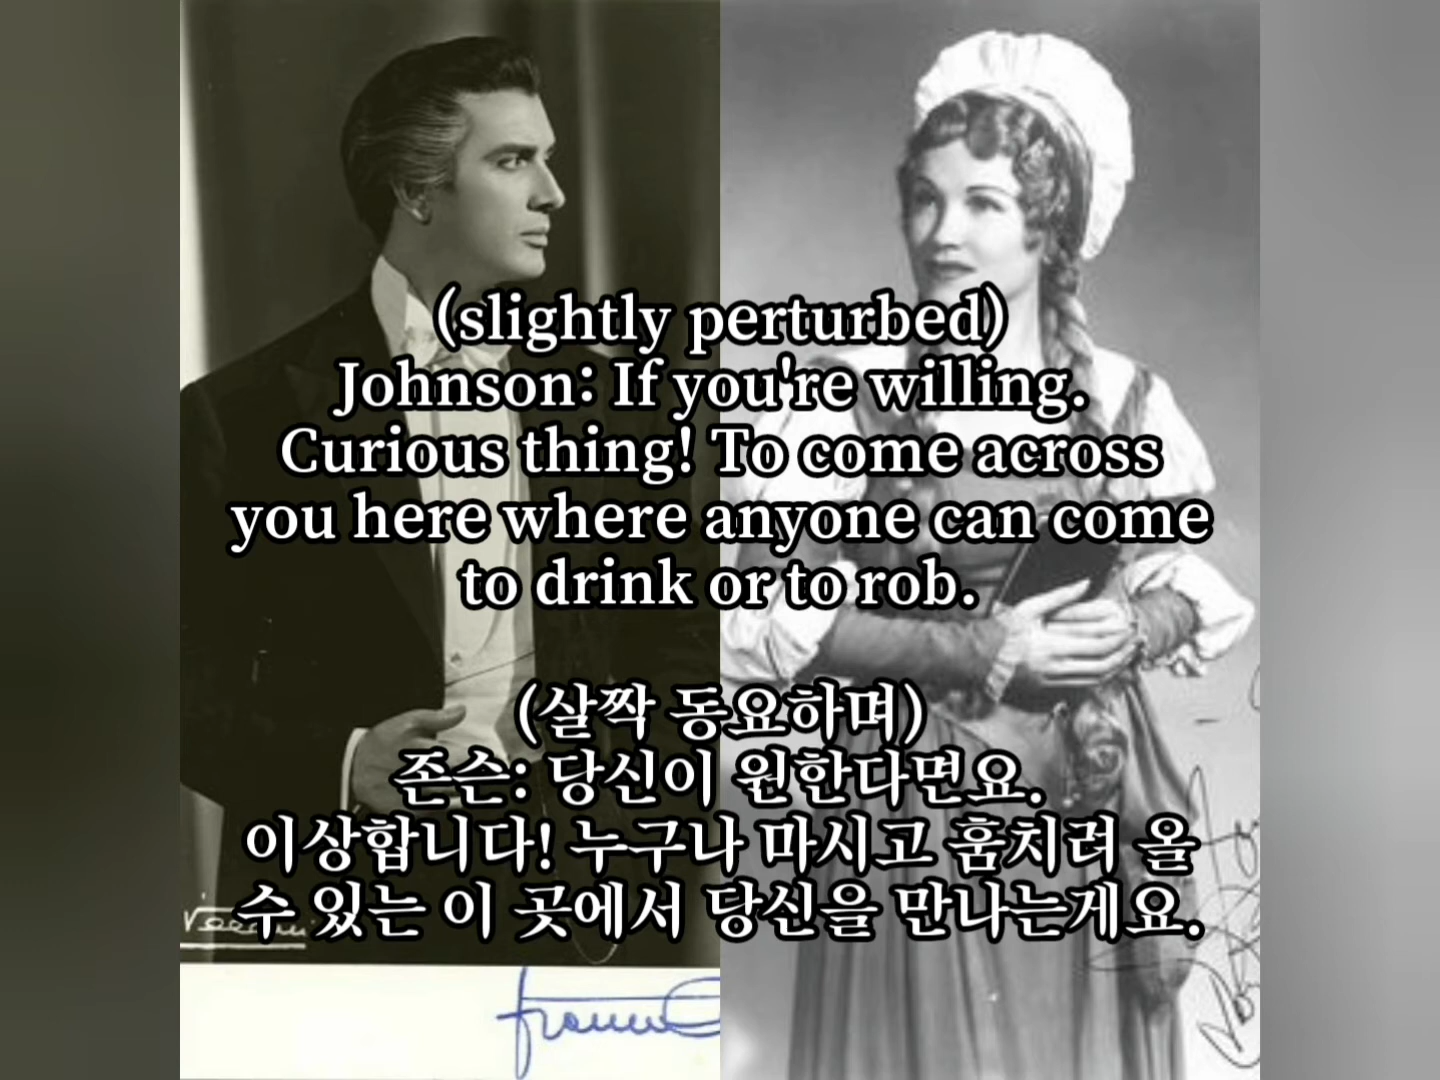 (slightly perturbed)
Johnson: If you're willing.
Curious thing! To come across
you here where anyone can come
to drink or to rob.
(살짝 동요하며)
존슨: 당신이 원한다면요.
이상합니다! 누구나 마시고 훔치려 올
수 있는 이 곳에서 당신을 만나는게요.